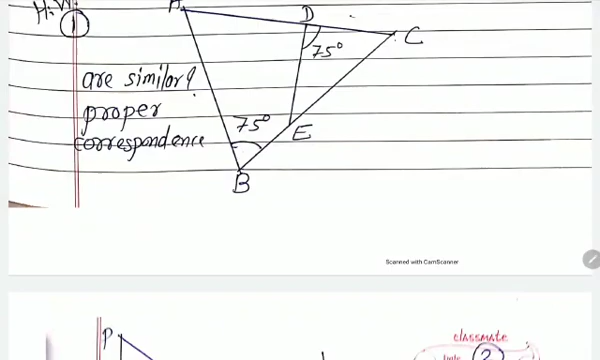 H.W
1
A
D
C
75°
are similar?
proper
75°
E
correspondence
B
Scanned with CamScanner
P
classmate
2